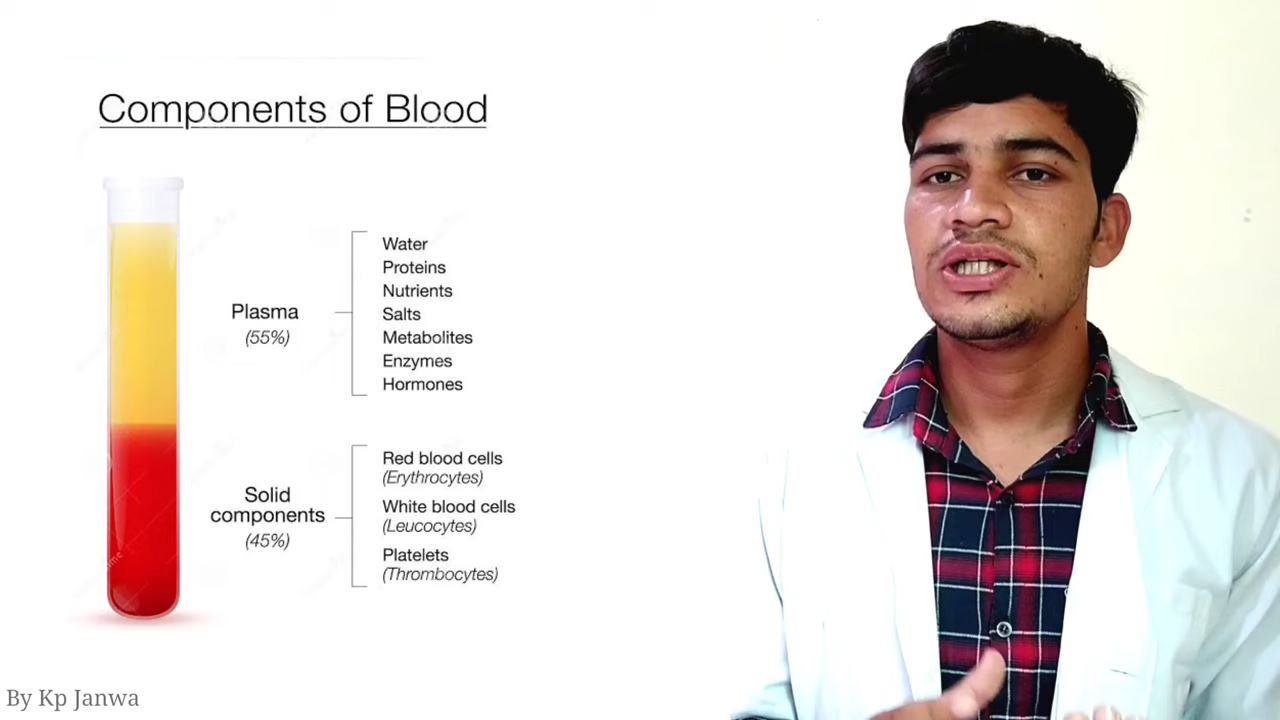 Components of Blood
Plasma
(55%)
Water
Proteins
Nutrients
Salts
Metabolites
Enzymes
Hormones
Solid
components
(45%)
Red blood cells
(Erythrocytes)
White blood cells
(Leucocytes)
Platelets
(Thrombocytes)
By Kp Janwa